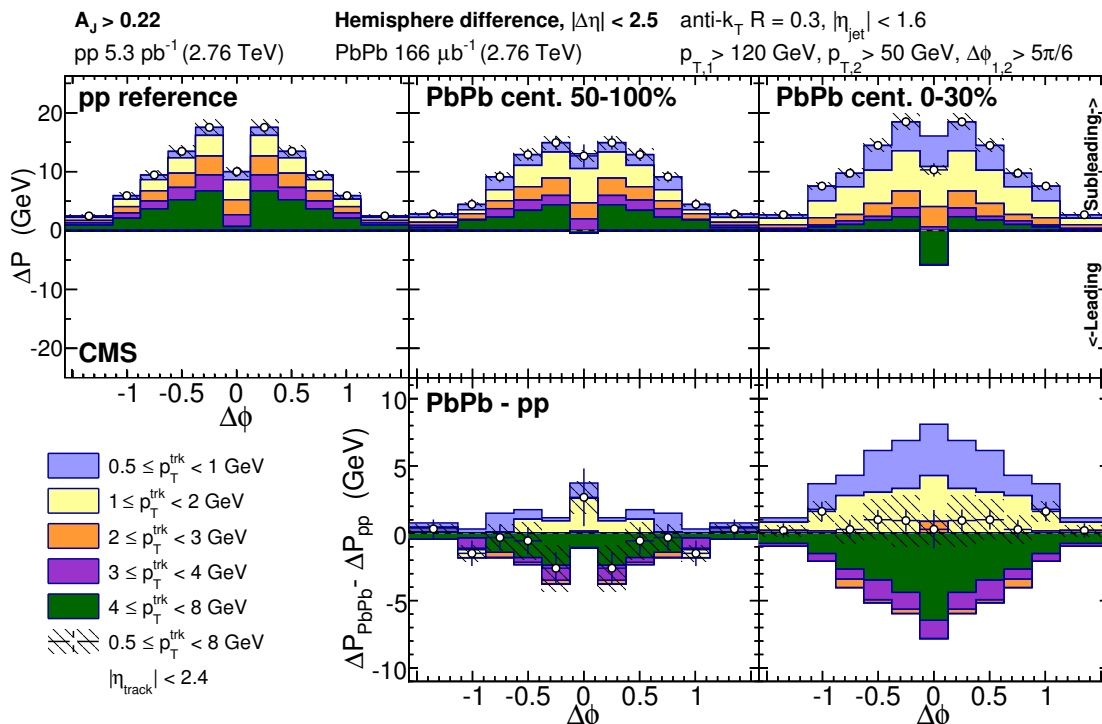 A_J > 0.22 Hemisphere difference, |Δη| < 2.5 anti-k_T R = 0.3, |η_jet| < 1.6
pp 5.3 pb⁻¹ (2.76 TeV) PbPb 166 μb⁻¹ (2.76 TeV) p_T,1 > 120 GeV, p_T,2 > 50 GeV, Δϕ_1,2 > 5π/6
pp reference
PbPb cent. 50-100%
PbPb cent. 0-30%
20
10
0
-10
-20
ΔP (GeV)
CMS
Subleading->
<-Leading
-1 -0.5 0 0.5 1
Δϕ
PbPb - pp
10
5
0
-5
-10
ΔP_PbPb - ΔP_pp (GeV)
-1 -0.5 0 0.5 1
Δϕ
-1 -0.5 0 0.5 1
Δϕ
0.5 ≤ p_T^trk < 1 GeV
1 ≤ p_T^trk < 2 GeV
2 ≤ p_T^trk < 3 GeV
3 ≤ p_T^trk < 4 GeV
4 ≤ p_T^trk < 8 GeV
0.5 ≤ p_T^trk < 8 GeV
|η_track| < 2.4